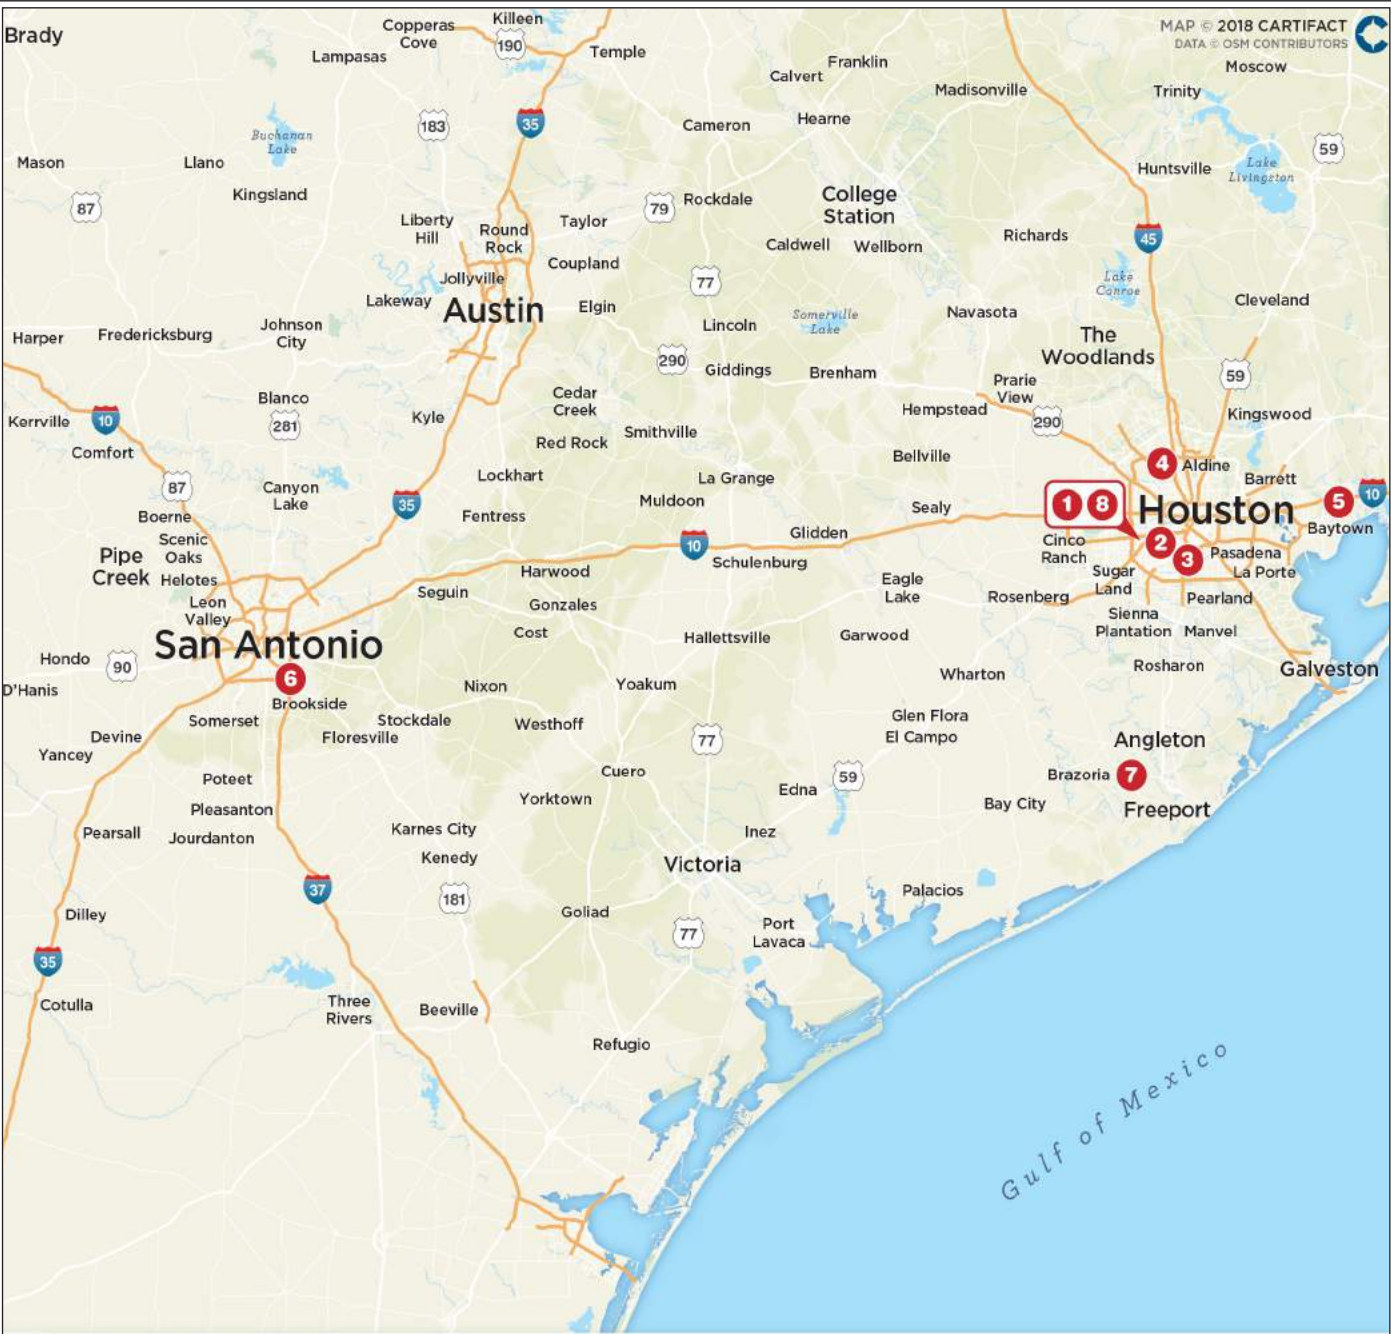 MAP © 2018 CARTIFACT
DATA © OSM CONTRIBUTORS
Brady
Copperas
Cove
Killeen
190
Lampasas
Temple
Franklin
Calvert
Moscow
Madisonville
Trinity
183
35
Cameron
Hearne
59
Buchanan
Lake
Mason
Llano
Huntsville
Lake
Livingston
Kingsland
87
79
Rockdale
College
Station
Liberty
Hill
Round
Rock
Taylor
Caldwell
Wellborn
Richards
45
Coupland
Jollyville
77
Lake
Conroe
Lakeway
Austin
Elgin
Lincoln
Somerville
Lake
Navasota
Cleveland
Harper
Fredericksburg
Johnson
City
The
Woodlands
290
Giddings
Brenham
59
Prarie
View
Blanco
Cedar
Creek
Hempstead
Kerrville
10
281
Kyle
Smithville
290
Kingswood
Comfort
Red Rock
Bellville
4
Aldine
87
Canyon
Lake
Lockhart
La Grange
Barrett
35
Muldoon
Sealy
1
8
Houston
5
10
Boerne
Fentress
Baytown
Scenic
Oaks
10
Glidden
Cinco
Ranch
2
3
Pasadena
Pipe
Creek
Helotes
Harwood
Schulenburg
Sugar
Land
La Porte
Leon
Valley
Seguin
Gonzales
Eagle
Lake
Rosenberg
Pearland
San Antonio
Cost
Hallettsville
Garwood
Sienna
Plantation
Manvel
Hondo
90
6
Rosharon
Galveston
D'Hanis
Nixon
Yoakum
Wharton
Brookside
Somerset
Stockdale
Westhoff
Glen Flora
Devine
Floresville
77
El Campo
Angleton
Yancey
Poteet
Cuero
59
Brazoria
7
Pleasanton
Yorktown
Edna
Bay City
Freeport
Pearsall
Jourdanton
Karnes City
Inez
Kenedy
Victoria
37
181
Palacios
Dilley
Goliad
77
Port
Lavaca
35
Cotulla
Three
Rivers
Beeville
Refugio
Gulf of Mexico